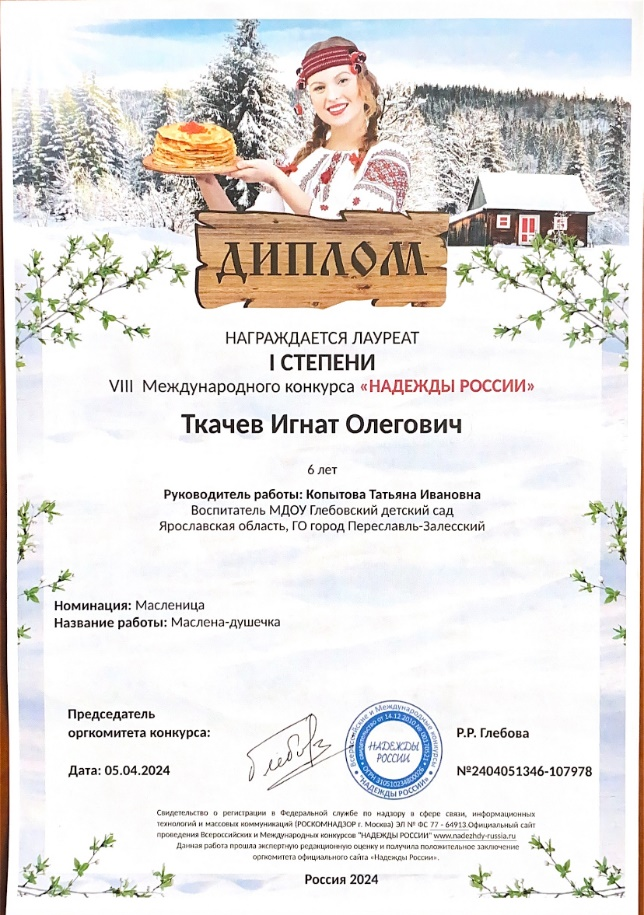 ДИПЛОМ
НАГРАЖДАЕТСЯ ЛАУРЕАТ
I СТЕПЕНИ
VIII Международного конкурса «НАДЕЖДЫ РОССИИ»
Ткачев Игнат Олегович
6 лет
Руководитель работы: Копытова Татьяна Ивановна
Воспитатель МДОУ Глебовский детский сад
Ярославская область, ГО город Переславль-Залесский
Номинация: Масленица
Название работы: Маслена-душечка
Председатель
оргкомитета конкурса:
Р.Р. Глебова
НАДЕЖДЫ
РОССИИ
"НАДЕЖДЫ РОССИИ"
Дата: 05.04.2024
№2404051346-107978
Свидетельство о регистрации в Федеральной службе по надзору в сфере связи, информационных
технологий и массовых коммуникаций (РОСКОМНАДЗОР г. Москва) ЭЛ № ФС 77 - 64913.Официальный сайт
проведения Всероссийских и Международных конкурсов "НАДЕЖДЫ РОССИИ" www.nadezhdy-russia.ru
Данная работа прошла экспертную редакционную оценку и получила положительное заключение
оргкомитета официального сайта «Надежды России».
Россия 2024